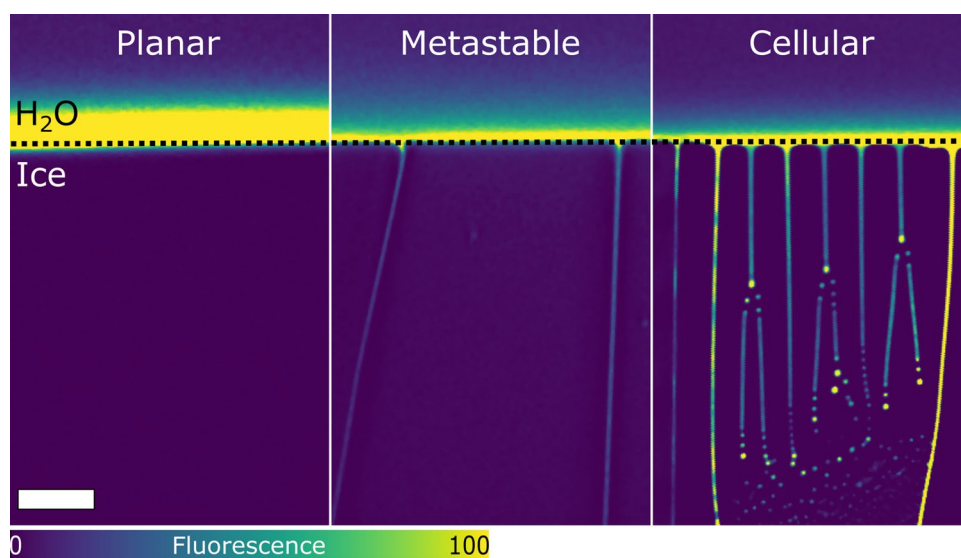 Planar
Metastable
Cellular
H₂O
Ice
0
Fluorescence
100